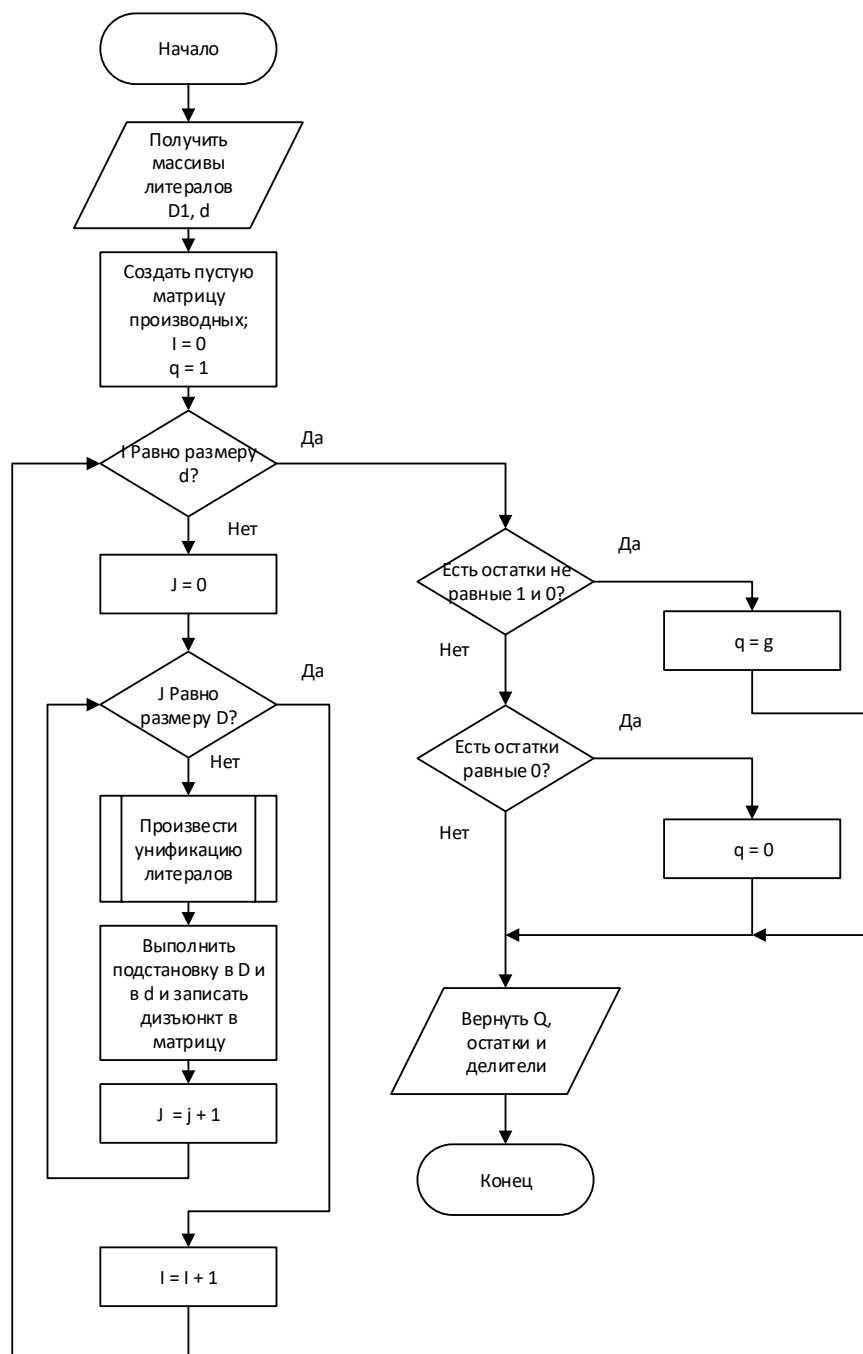 Начало
Получить
массивы
литералов
D1, d
Создать пустую
матрицу
производных;
I = 0
q = 1
I Равно размеру
d?
Да
Нет
J = 0
J Равно
размеру D?
Да
Нет
Произвести
унификацию
литералов
Выполнить
подстановку в D и
в d и записать
дизъюнкт в
матрицу
J = j + 1
I = I + 1
Есть остатки не
равные 1 и 0?
Да
Нет
q = g
Есть остатки
равные 0?
Да
Нет
q = 0
Вернуть Q,
остатки и
делители
Конец